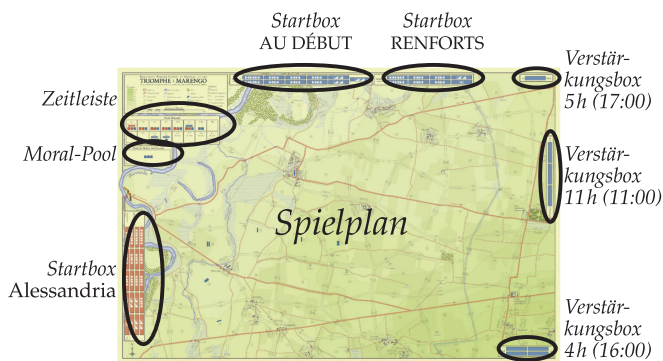 Startbox
AU DÉBUT
Startbox
RENFORTS
Verstär-
kungsbox
5h (17:00)
TRIOMPHE à MARENGO
Zeitleiste
Moral-Pool
Verstär-
kungsbox
11h (11:00)
Spielplan
Startbox
Alessandria
Verstär-
kungsbox
4h (16:00)